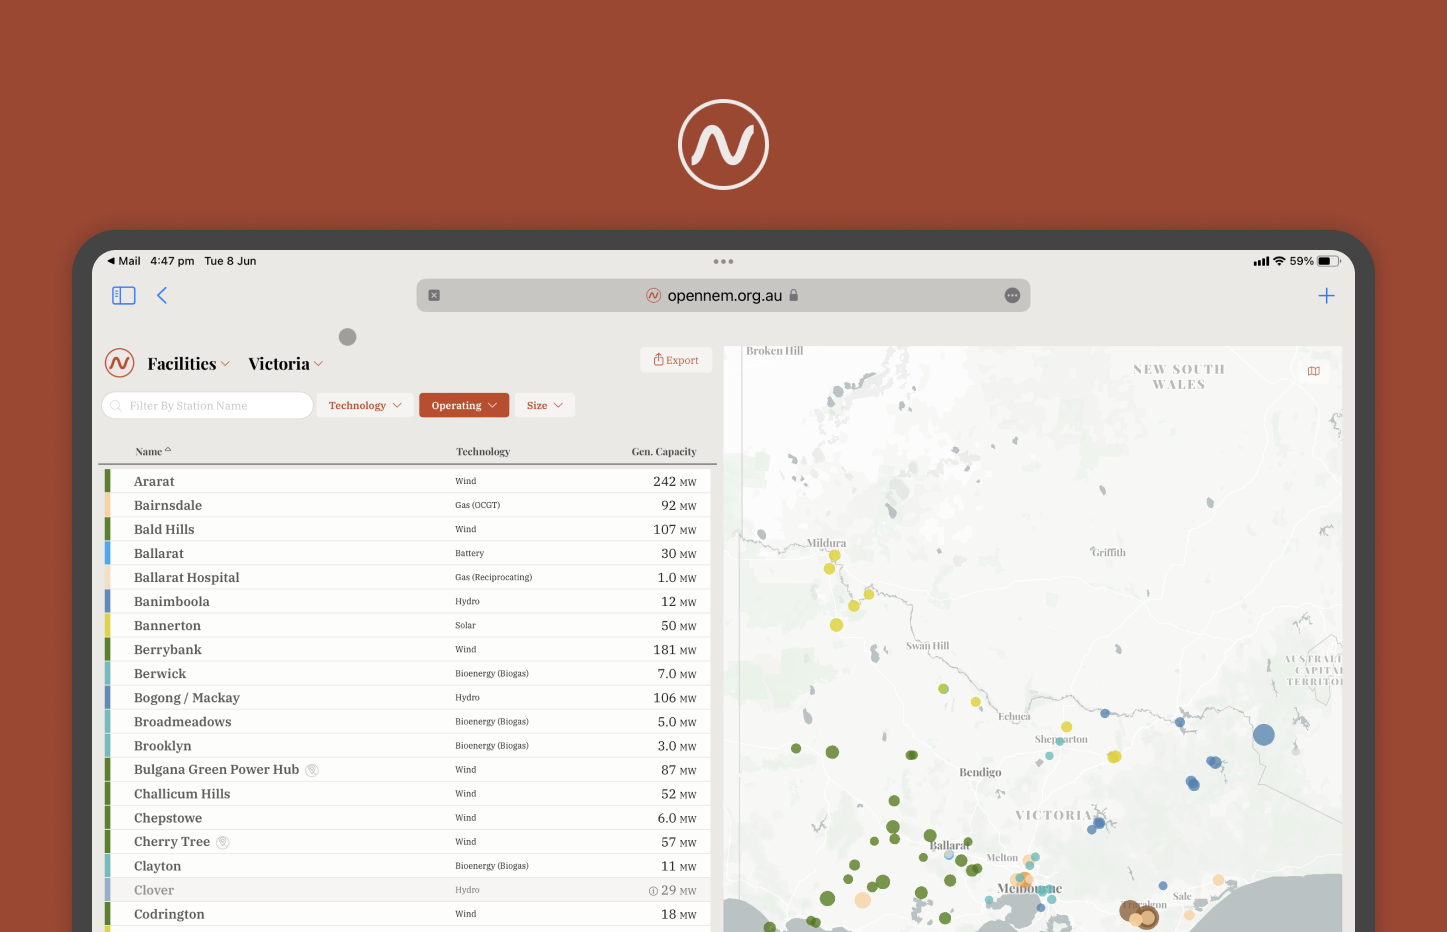 Mail 4:47 pm Tue 8 Jun
59%
opennem.org.au
Facilities Victoria
Export
Filter By Station Name
Technology Operating Size
Name Technology Gen. Capacity
Ararat Wind 242 MW
Bairnsdale Gas (OCGT) 92 MW
Bald Hills Wind 107 MW
Ballarat Battery 30 MW
Ballarat Hospital Gas (Reciprocating) 1.0 MW
Banimboola Hydro 12 MW
Bannerton Solar 50 MW
Berrybank Wind 181 MW
Berwick Bioenergy (Biogas) 7.0 MW
Bogong / Mackay Hydro 106 MW
Broadmeadows Bioenergy (Biogas) 5.0 MW
Brooklyn Bioenergy (Biogas) 3.0 MW
Bulgana Green Power Hub Wind 87 MW
Challicum Hills Wind 52 MW
Chepstowe Wind 6.0 MW
Cherry Tree Wind 57 MW
Clayton Bioenergy (Biogas) 11 MW
Clover Hydro 29 MW
Codrington Wind 18 MW
Broken Hill
NEW SOUTH
WALES
Mildura
Griffith
Swan Hill
AUSTRALI
CAPITA
TERRITO
Echuca
Shepparton
Bendigo
VICTORIA
Ballarat
Melton
Melbourne
Sale
Traralgon